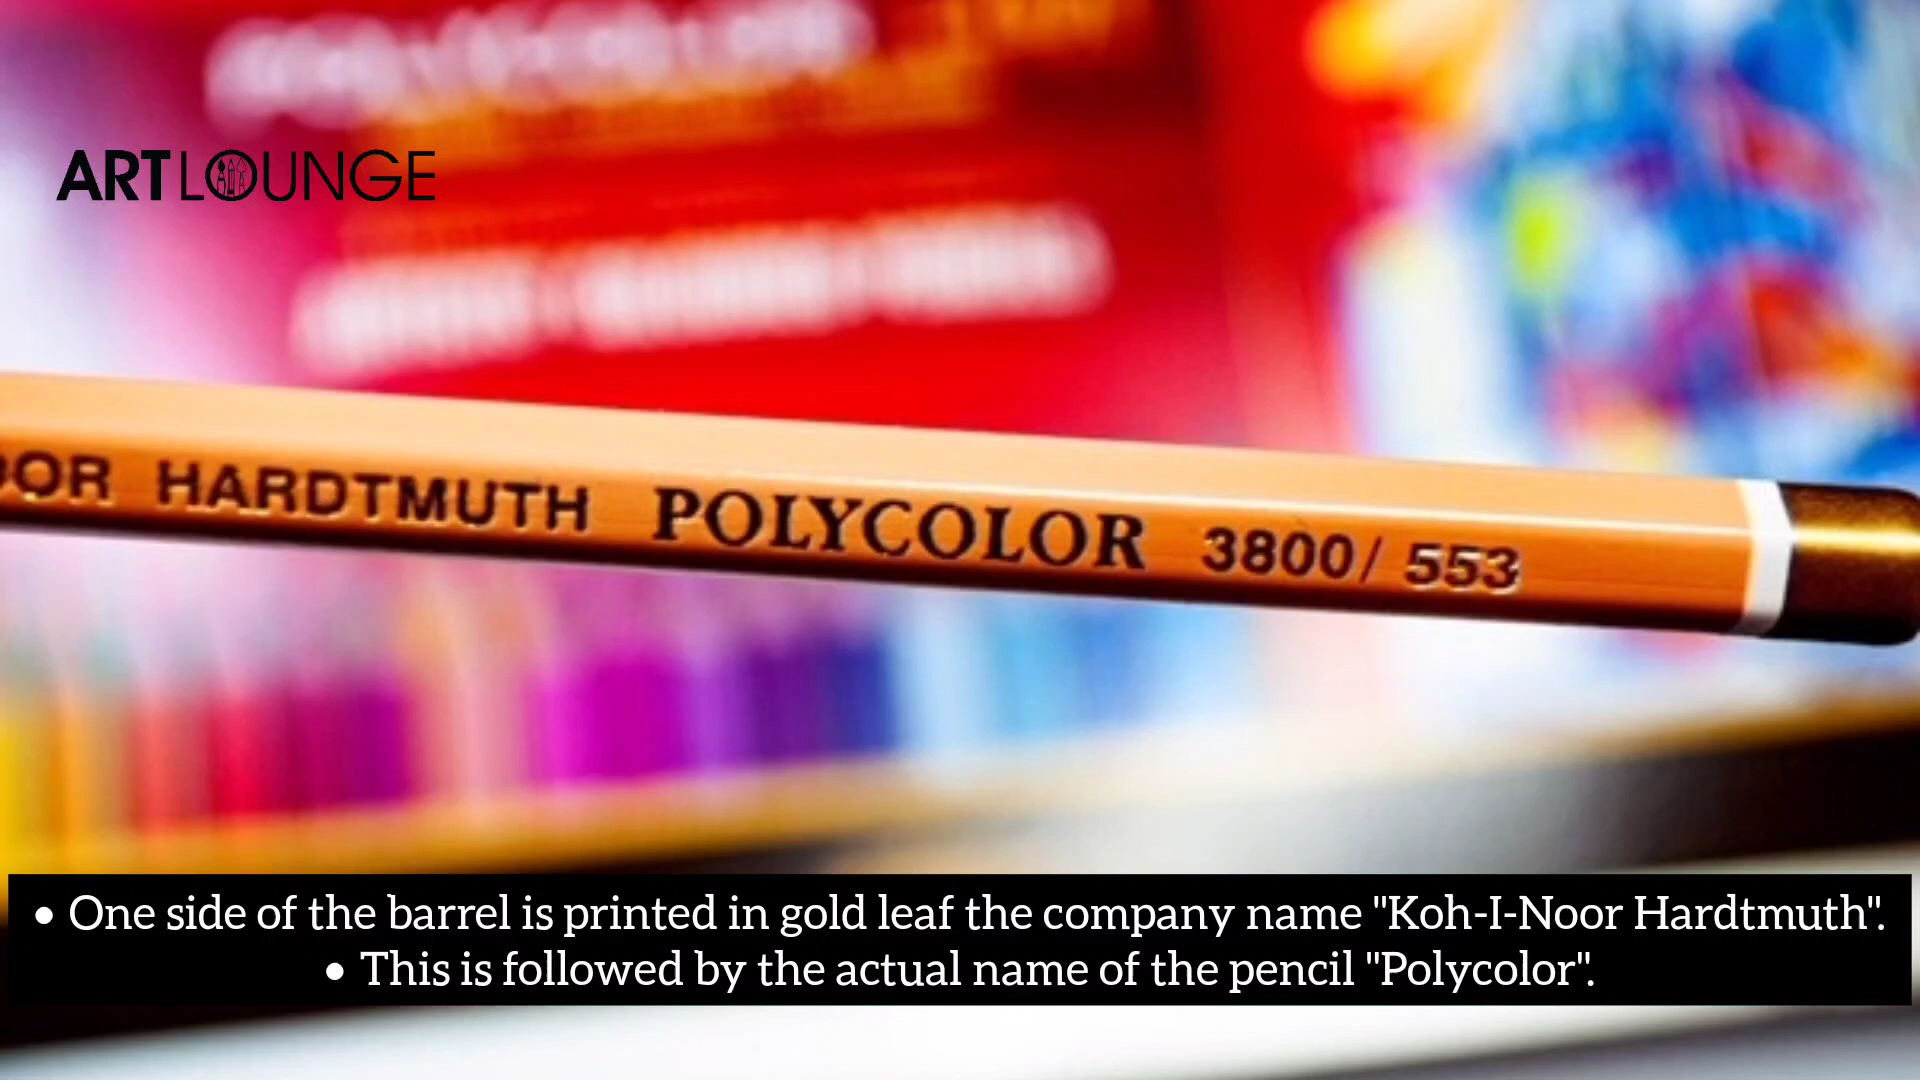 ARTLOUNGE
HARDTMUTH POLYCOLOR 3800/ 553
• One side of the barrel is printed in gold leaf the company name "Koh-I-Noor Hardtmuth".
• This is followed by the actual name of the pencil "Polycolor".